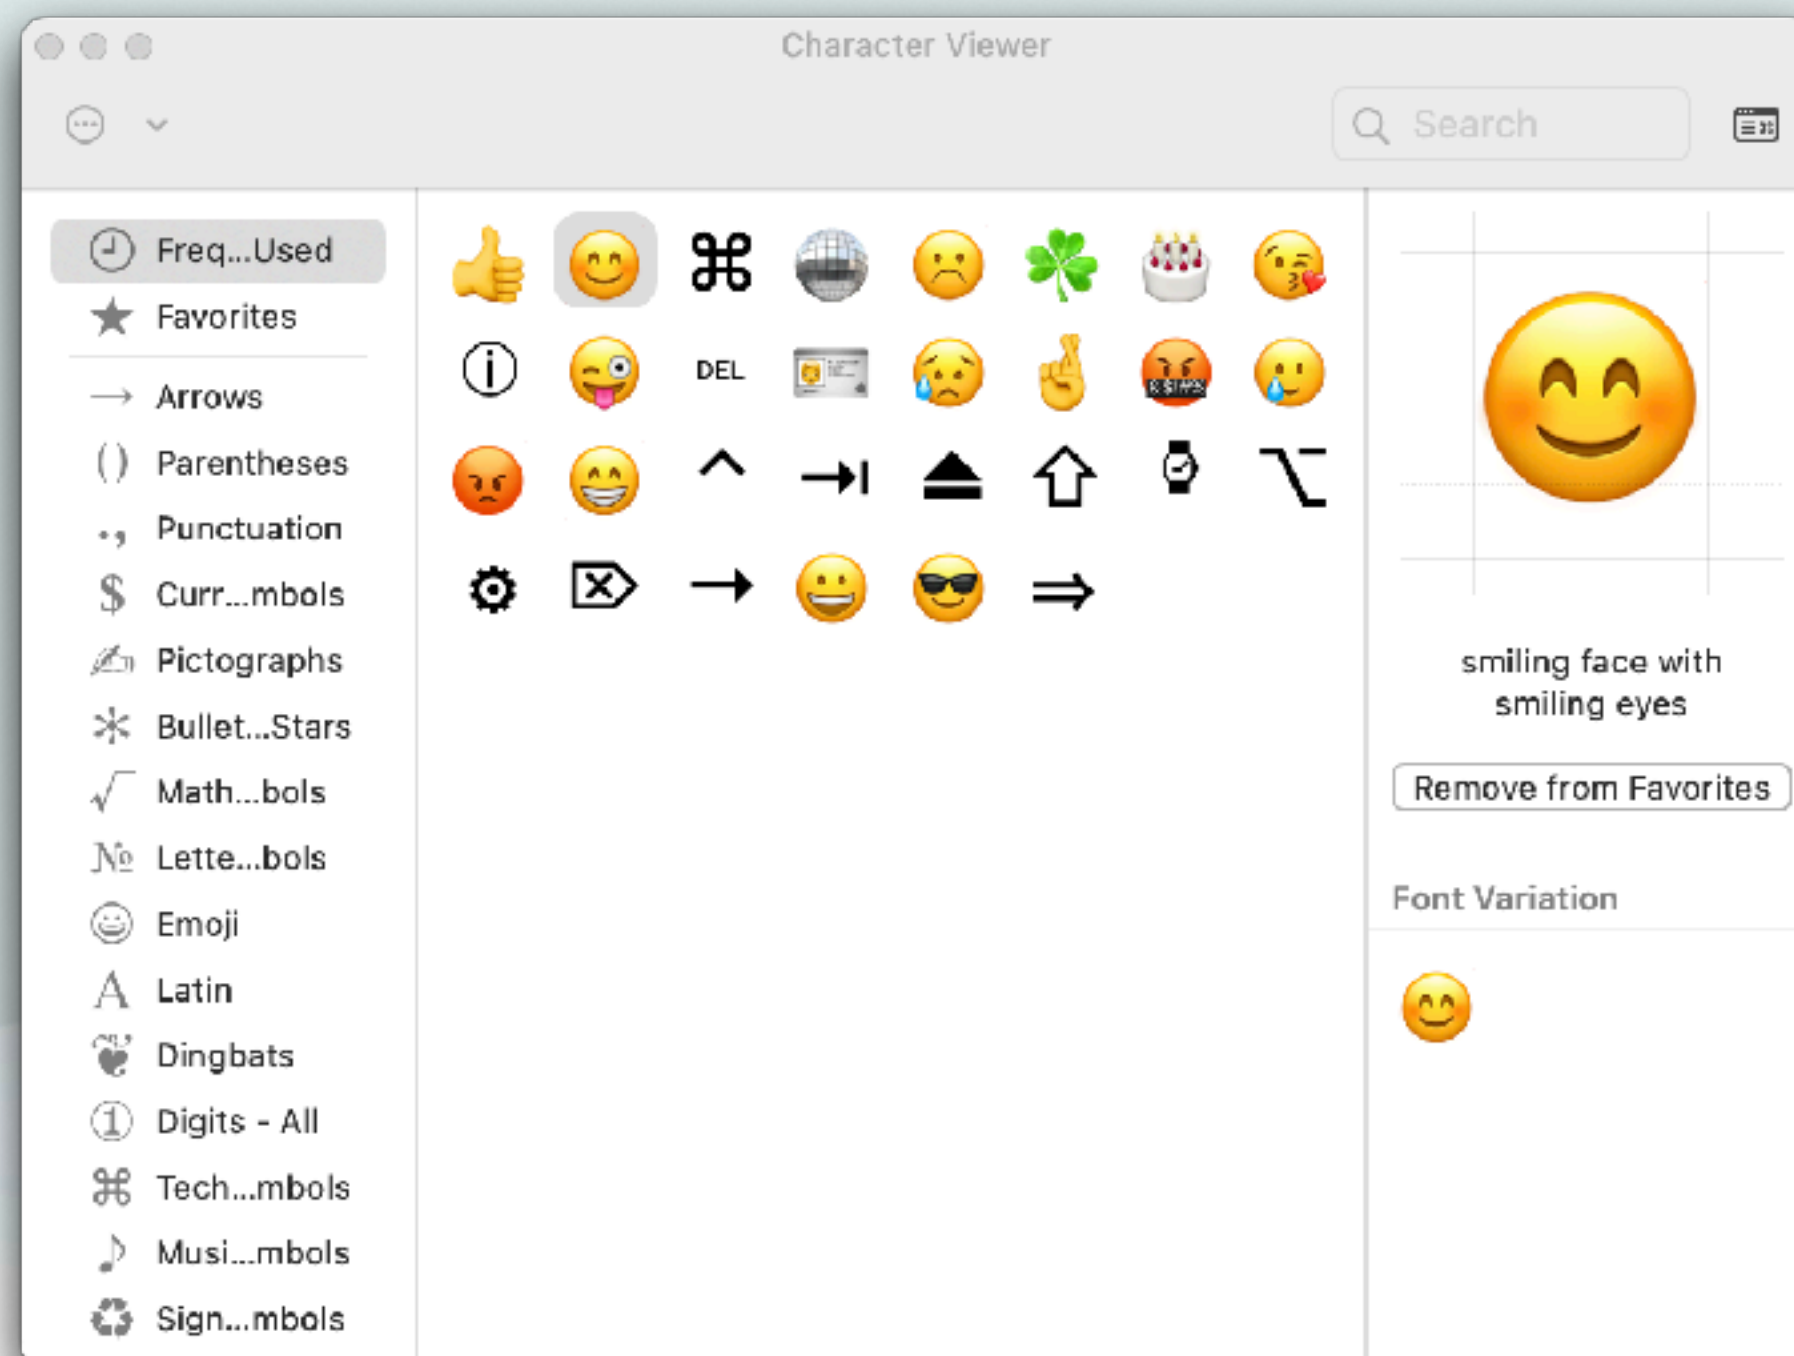 Character Viewer
Search
Freq...Used
Favorites
Arrows
Parentheses
Punctuation
Curr...mbols
Pictographs
Bullet...Stars
Math...bols
Lette...bols
Emoji
Latin
Dingbats
Digits - All
Tech...mbols
Musi...mbols
Sign...mbols
DEL
smiling face with
smiling eyes
Remove from Favorites
Font Variation